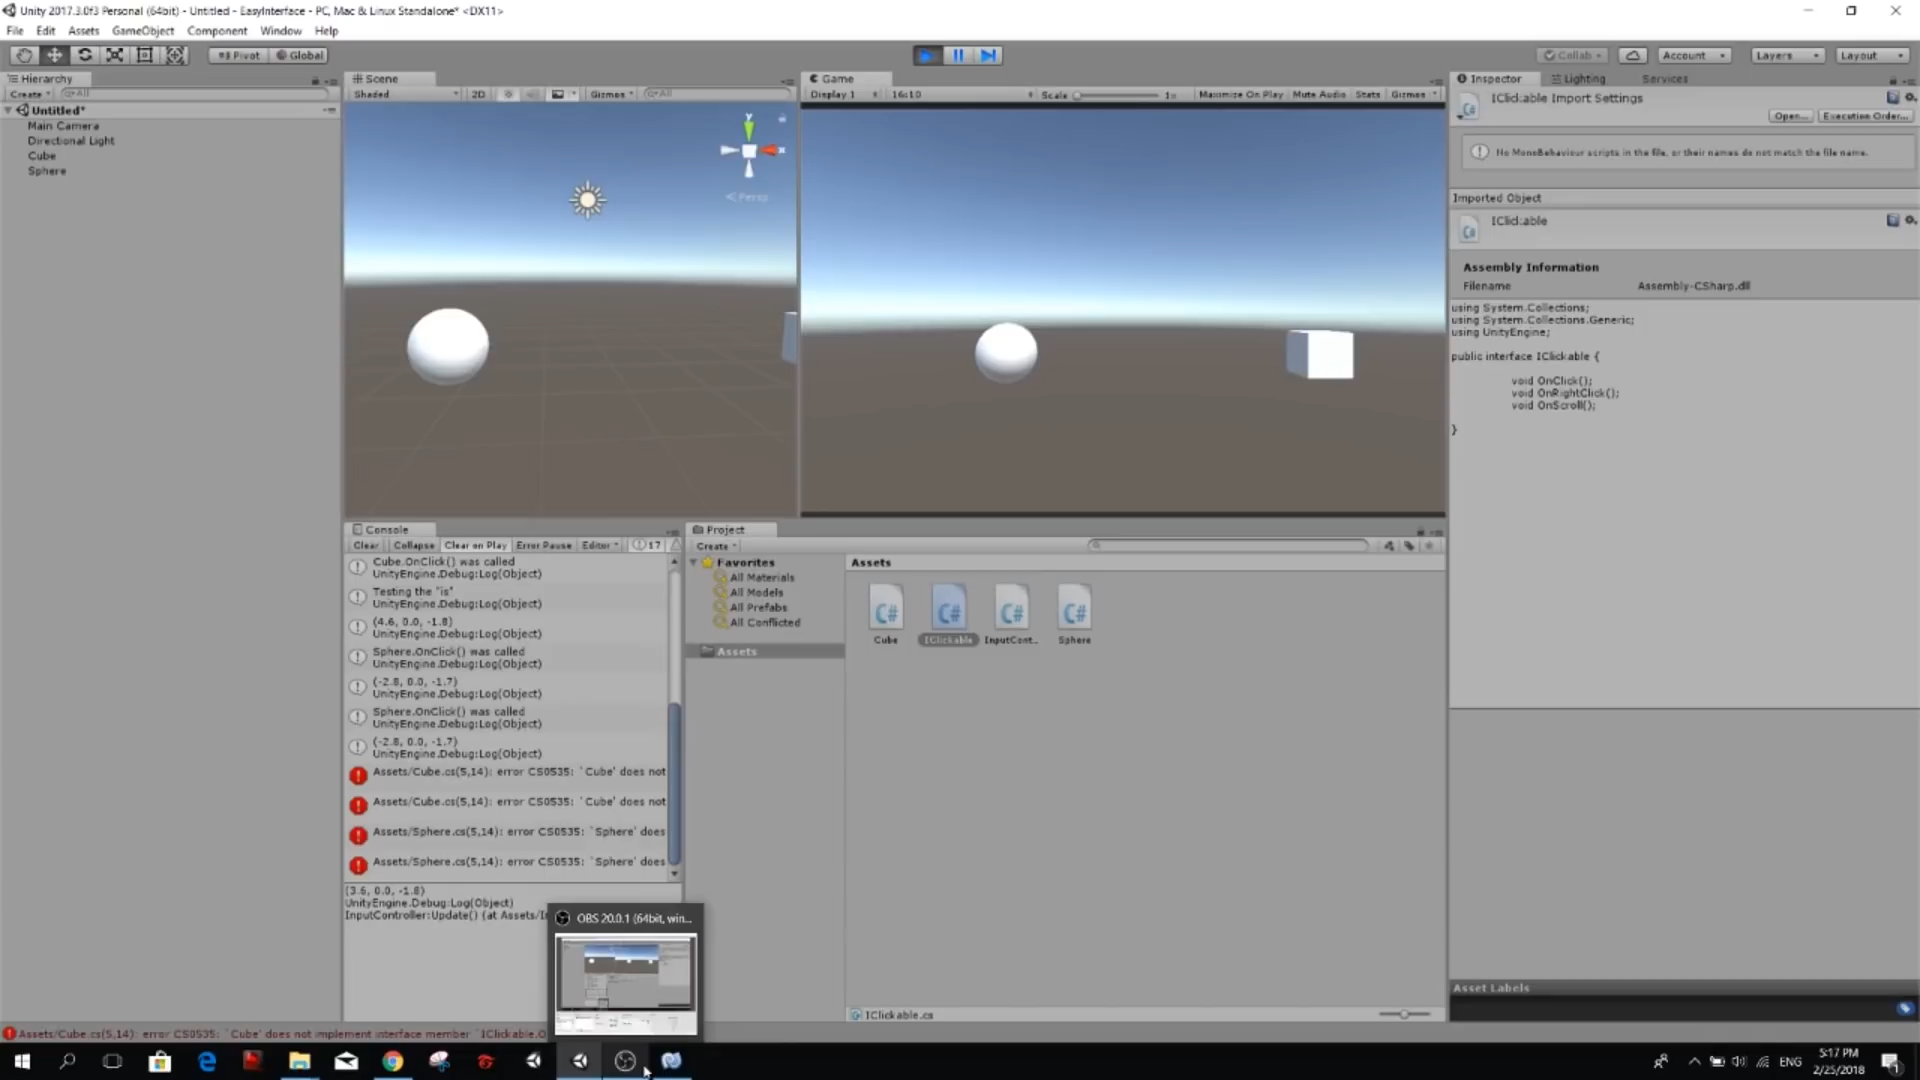 Unity 2017.3.0f3 Personal (64bit) - Untitled - EasyInterface - PC, Mac & Linux Standalone* <DX11>
File Edit Assets GameObject Component Window Help
Pivot Global
Collab Account Layers Layout
Hierarchy
Create All
Untitled*
Main Camera
Directional Light
Cube
Sphere
Scene
Shaded 2D Gizmos All
y
x
Persp
Game
Display 1 16:10 Scale 1x Maximize On Play Mute Audio Stats Gizmos
Inspector Lighting Services
IClickable Import Settings
Open... Execution Order...
No MonoBehaviour scripts in the file, or their names do not match the file name.
Imported Object
IClickable
Assembly Information
Filename Assembly-CSharp.dll
using System.Collections;
using System.Collections.Generic;
using UnityEngine;
public interface IClickable {
void OnClick();
void OnRightClick();
void OnScroll();
}
Console
Clear Collapse Clear on Play Error Pause Editor 17
Cube.OnClick() was called
UnityEngine.Debug:Log(Object)
Testing the "is"
UnityEngine.Debug:Log(Object)
(4.6, 0.0, -1.8)
UnityEngine.Debug:Log(Object)
Sphere.OnClick() was called
UnityEngine.Debug:Log(Object)
(-2.8, 0.0, -1.7)
UnityEngine.Debug:Log(Object)
Sphere.OnClick() was called
UnityEngine.Debug:Log(Object)
(-2.8, 0.0, -1.7)
UnityEngine.Debug:Log(Object)
Assets/Cube.cs(5,14): error CS0535: `Cube' does not
Assets/Cube.cs(5,14): error CS0535: `Cube' does not
Assets/Sphere.cs(5,14): error CS0535: `Sphere' does
Assets/Sphere.cs(5,14): error CS0535: `Sphere' does
(3.6, 0.0, -1.8)
UnityEngine.Debug:Log(Object)
InputController:Update() (at Assets/I
Project
Create
Favorites
All Materials
All Models
All Prefabs
All Conflicted
Assets
Assets
C# C# C# C#
Cube IClickable InputCont... Sphere
IClickable.cs
Asset Labels
OBS 20.0.1 (64bit, win...
Assets/Cube.cs(5,14): error CS0535: `Cube' does not implement interface member `IClickable.O
ENG
5:17 PM
2/25/2018
1